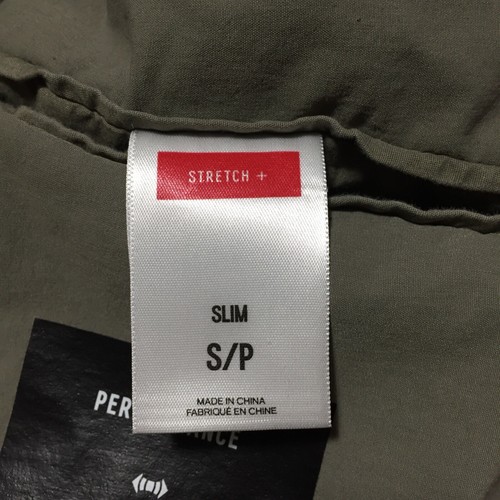 STRETCH +
SLIM
S/P
MADE IN CHINA
FABRIQUÉ EN CHINE